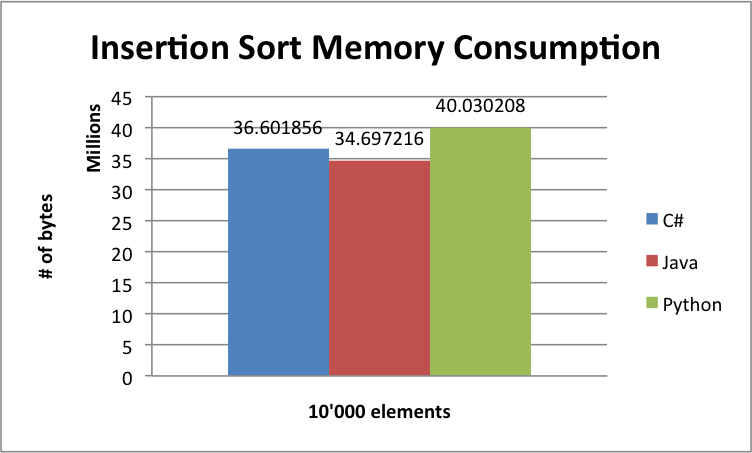 Insertion Sort Memory Consumption
# of bytes
Millions
45
40
35
30
25
20
15
10
5
0
36.601856
34.697216
40.030208
10'000 elements
C#
Java
Python